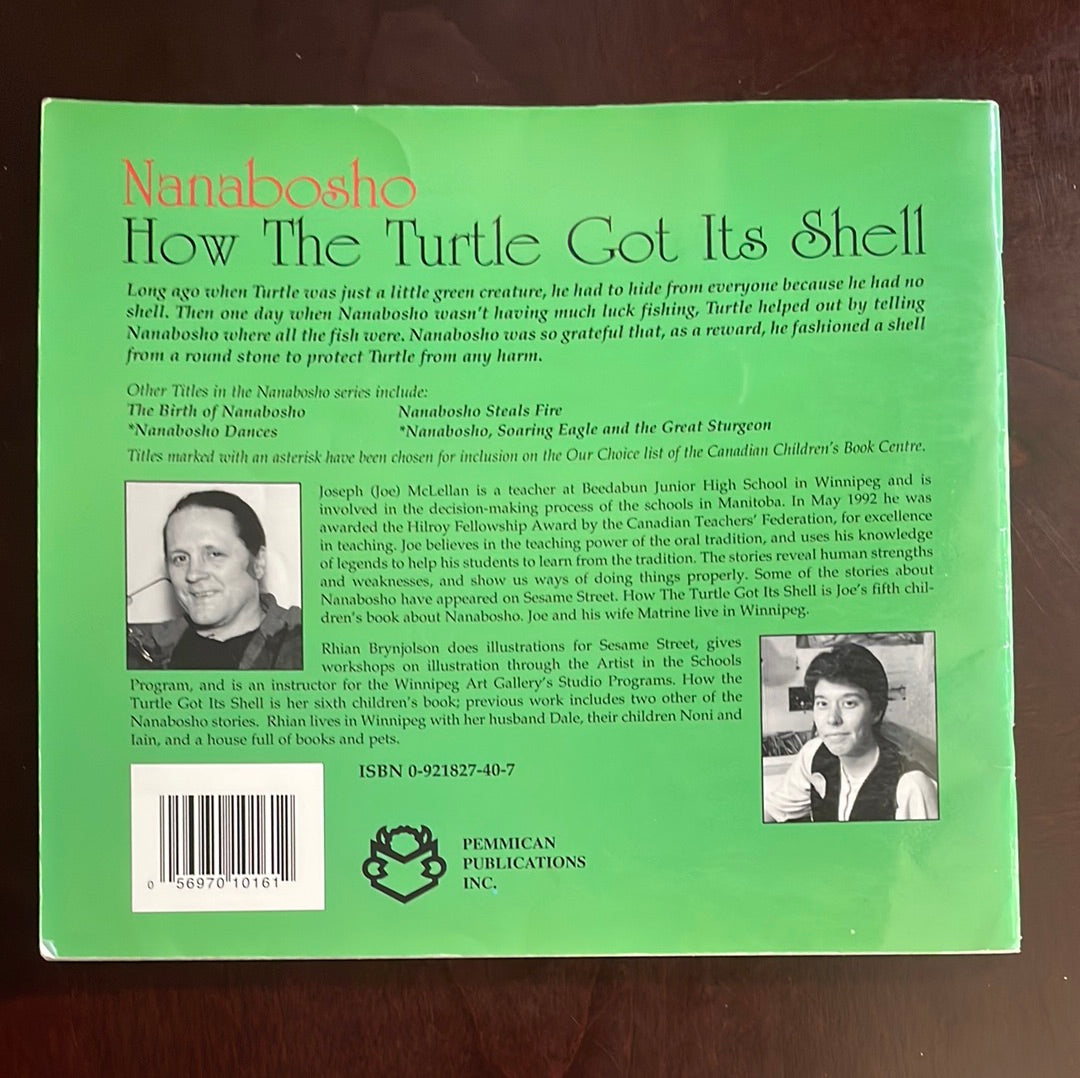 Nanabosho
How The Turtle Got Its Shell
Long ago when Turtle was just a little green creature, he had to hide from everyone because he had no
shell. Then one day when Nanabosho wasn't having much luck fishing, Turtle helped out by telling
Nanabosho where all the fish were. Nanabosho was so grateful that, as a reward, he fashioned a shell
from a round stone to protect Turtle from any harm.
Other Titles in the Nanabosho series include:
The Birth of Nanabosho Nanabosho Steals Fire
*Nanabosho Dances *Nanabosho, Soaring Eagle and the Great Sturgeon
Titles marked with an asterisk have been chosen for inclusion on the Our Choice list of the Canadian Children's Book Centre.
Joseph (Joe) McLellan is a teacher at Beedabun Junior High School in Winnipeg and is
involved in the decision-making process of the schools in Manitoba. In May 1992 he was
awarded the Hilroy Fellowship Award by the Canadian Teachers' Federation, for excellence
in teaching. Joe believes in the teaching power of the oral tradition, and uses his knowledge
of legends to help his students to learn from the tradition. The stories reveal human strengths
and weaknesses, and show us ways of doing things properly. Some of the stories about
Nanabosho have appeared on Sesame Street. How The Turtle Got Its Shell is Joe's fifth chil-
dren's book about Nanabosho. Joe and his wife Matrine live in Winnipeg.
Rhian Brynjolson does illustrations for Sesame Street, gives
workshops on illustration through the Artist in the Schools
Program, and is an instructor for the Winnipeg Art Gallery's Studio Programs. How the
Turtle Got Its Shell is her sixth children's book; previous work includes two other of the
Nanabosho stories. Rhian lives in Winnipeg with her husband Dale, their children Noni and
Iain, and a house full of books and pets.
ISBN 0-921827-40-7
PEMMICAN
PUBLICATIONS
INC.
0 56970 10161